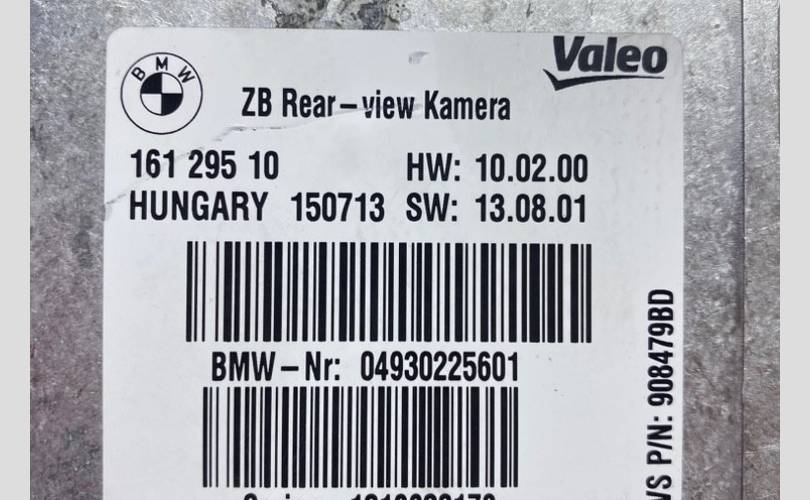 BMW
Valeo
ZB Rear-view Kamera
161 295 10 HW: 10.02.00
HUNGARY 150713 SW: 13.08.01
BMW-Nr: 04930225601
VS P/N: 908479BD